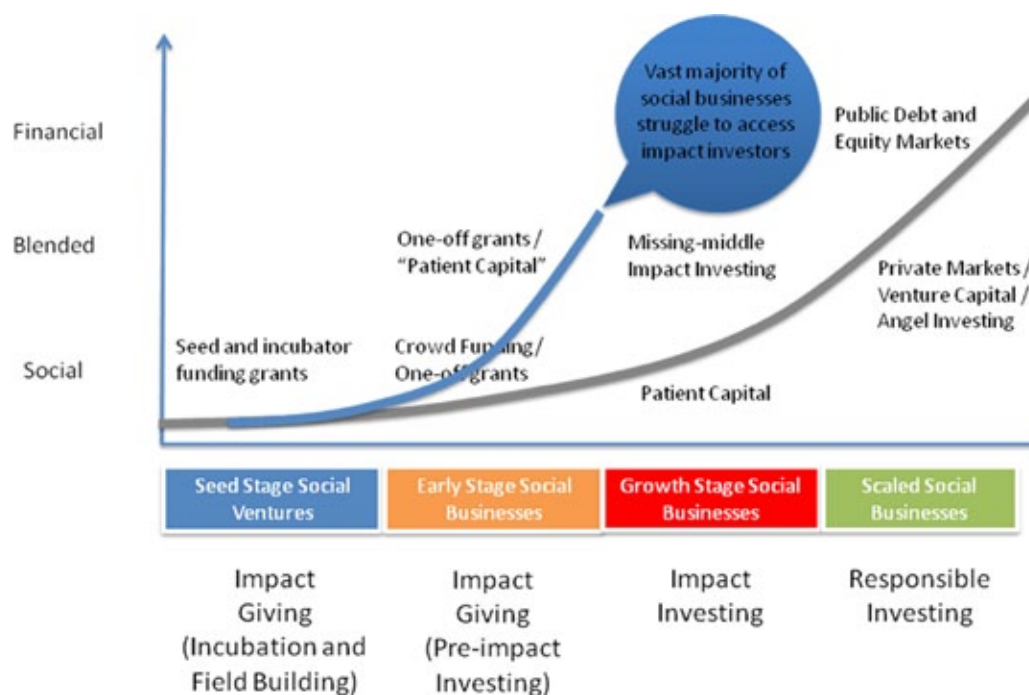 Vast majority of
social businesses
struggle to access
impact investors
Financial
Public Debt and
Equity Markets
Blended
One-off grants /
"Patient Capital"
Missing-middle
Impact Investing
Private Markets /
Venture Capital /
Angel Investing
Social
Seed and incubator
funding grants
Crowd Funding/
One-off grants
Patient Capital
Seed Stage Social
Ventures
Early Stage Social
Businesses
Growth Stage Social
Businesses
Scaled Social
Businesses
Impact
Giving
(Incubation and
Field Building)
Impact
Giving
(Pre-impact
Investing)
Impact
Investing
Responsible
Investing